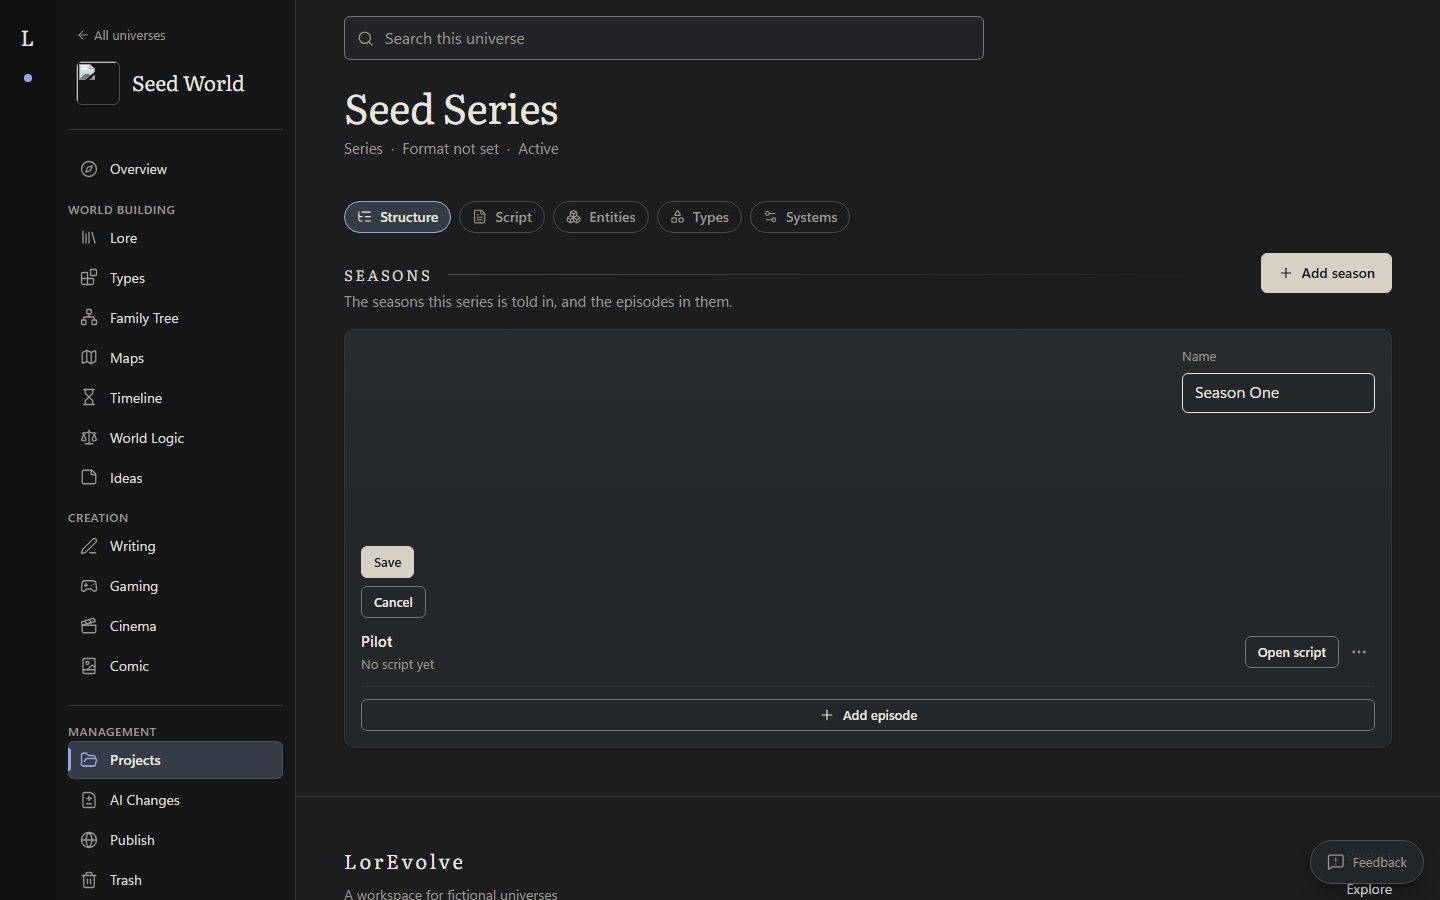 L
All universes
Seed World
Overview
WORLD BUILDING
Lore
Types
Family Tree
Maps
Timeline
World Logic
Ideas
CREATION
Writing
Gaming
Cinema
Comic
MANAGEMENT
Projects
AI Changes
Publish
Trash
Search this universe
Seed Series
Series · Format not set · Active
Structure
Script
Entities
Types
Systems
SEASONS
Add season
The seasons this series is told in, and the episodes in them.
Name
Season One
Save
Cancel
Pilot
No script yet
Open script
Add episode
LorEvolve
A workspace for fictional universes
Feedback
Explore